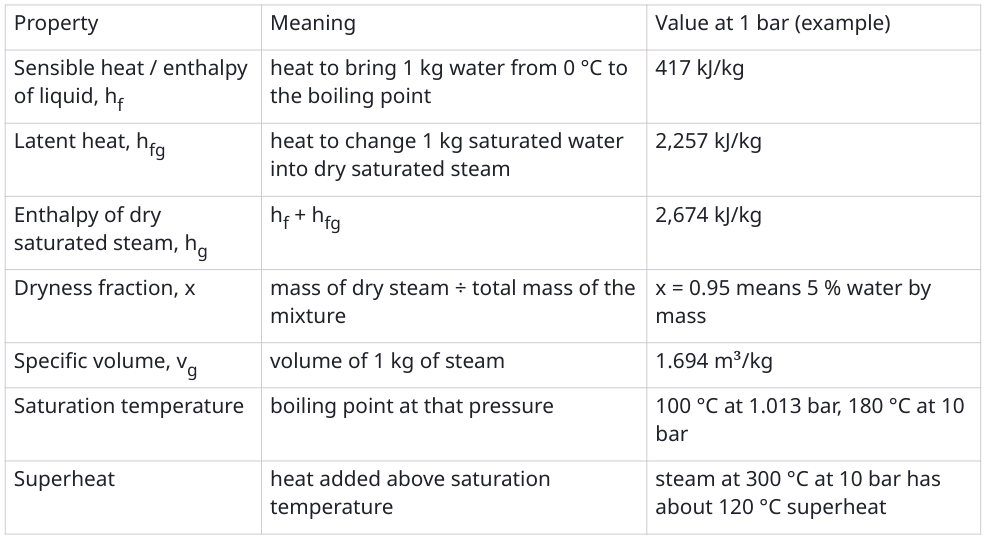 Property
Meaning
Value at 1 bar (example)
Sensible heat / enthalpy
of liquid, hf
heat to bring 1 kg water from 0 °C to
the boiling point
417 kJ/kg
Latent heat, hfg
heat to change 1 kg saturated water
into dry saturated steam
2,257 kJ/kg
Enthalpy of dry
saturated steam, hg
hf + hfg
2,674 kJ/kg
Dryness fraction, x
mass of dry steam ÷ total mass of the
mixture
x = 0.95 means 5 % water by
mass
Specific volume, vg
volume of 1 kg of steam
1.694 m³/kg
Saturation temperature
boiling point at that pressure
100 °C at 1.013 bar, 180 °C at 10
bar
Superheat
heat added above saturation
temperature
steam at 300 °C at 10 bar has
about 120 °C superheat